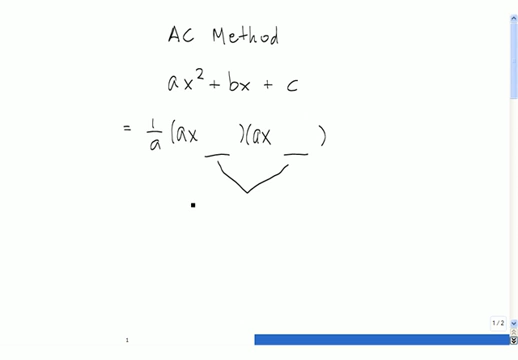 AC Method
ax² + bx + c
= 1/a (ax __ )(ax __ )
1/2
1